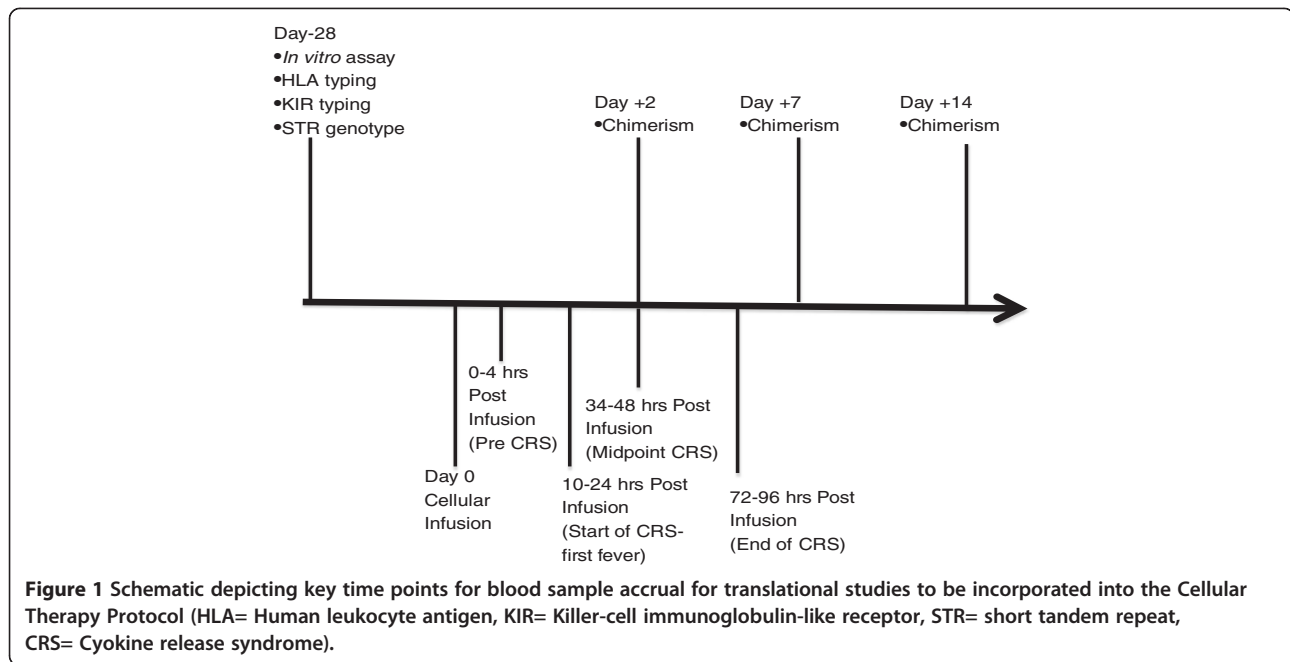 Day-28
•In vitro assay
•HLA typing
•KIR typing
•STR genotype
Day +2
•Chimerism
Day +7
•Chimerism
Day +14
•Chimerism
Day 0
Cellular
Infusion
0-4 hrs
Post
Infusion
(Pre CRS)
10-24 hrs Post
Infusion
(Start of CRS-
first fever)
34-48 hrs Post
Infusion
(Midpoint CRS)
72-96 hrs Post
Infusion
(End of CRS)
Figure 1 Schematic depicting key time points for blood sample accrual for translational studies to be incorporated into the Cellular
Therapy Protocol (HLA= Human leukocyte antigen, KIR= Killer-cell immunoglobulin-like receptor, STR= short tandem repeat,
CRS= Cyokine release syndrome).